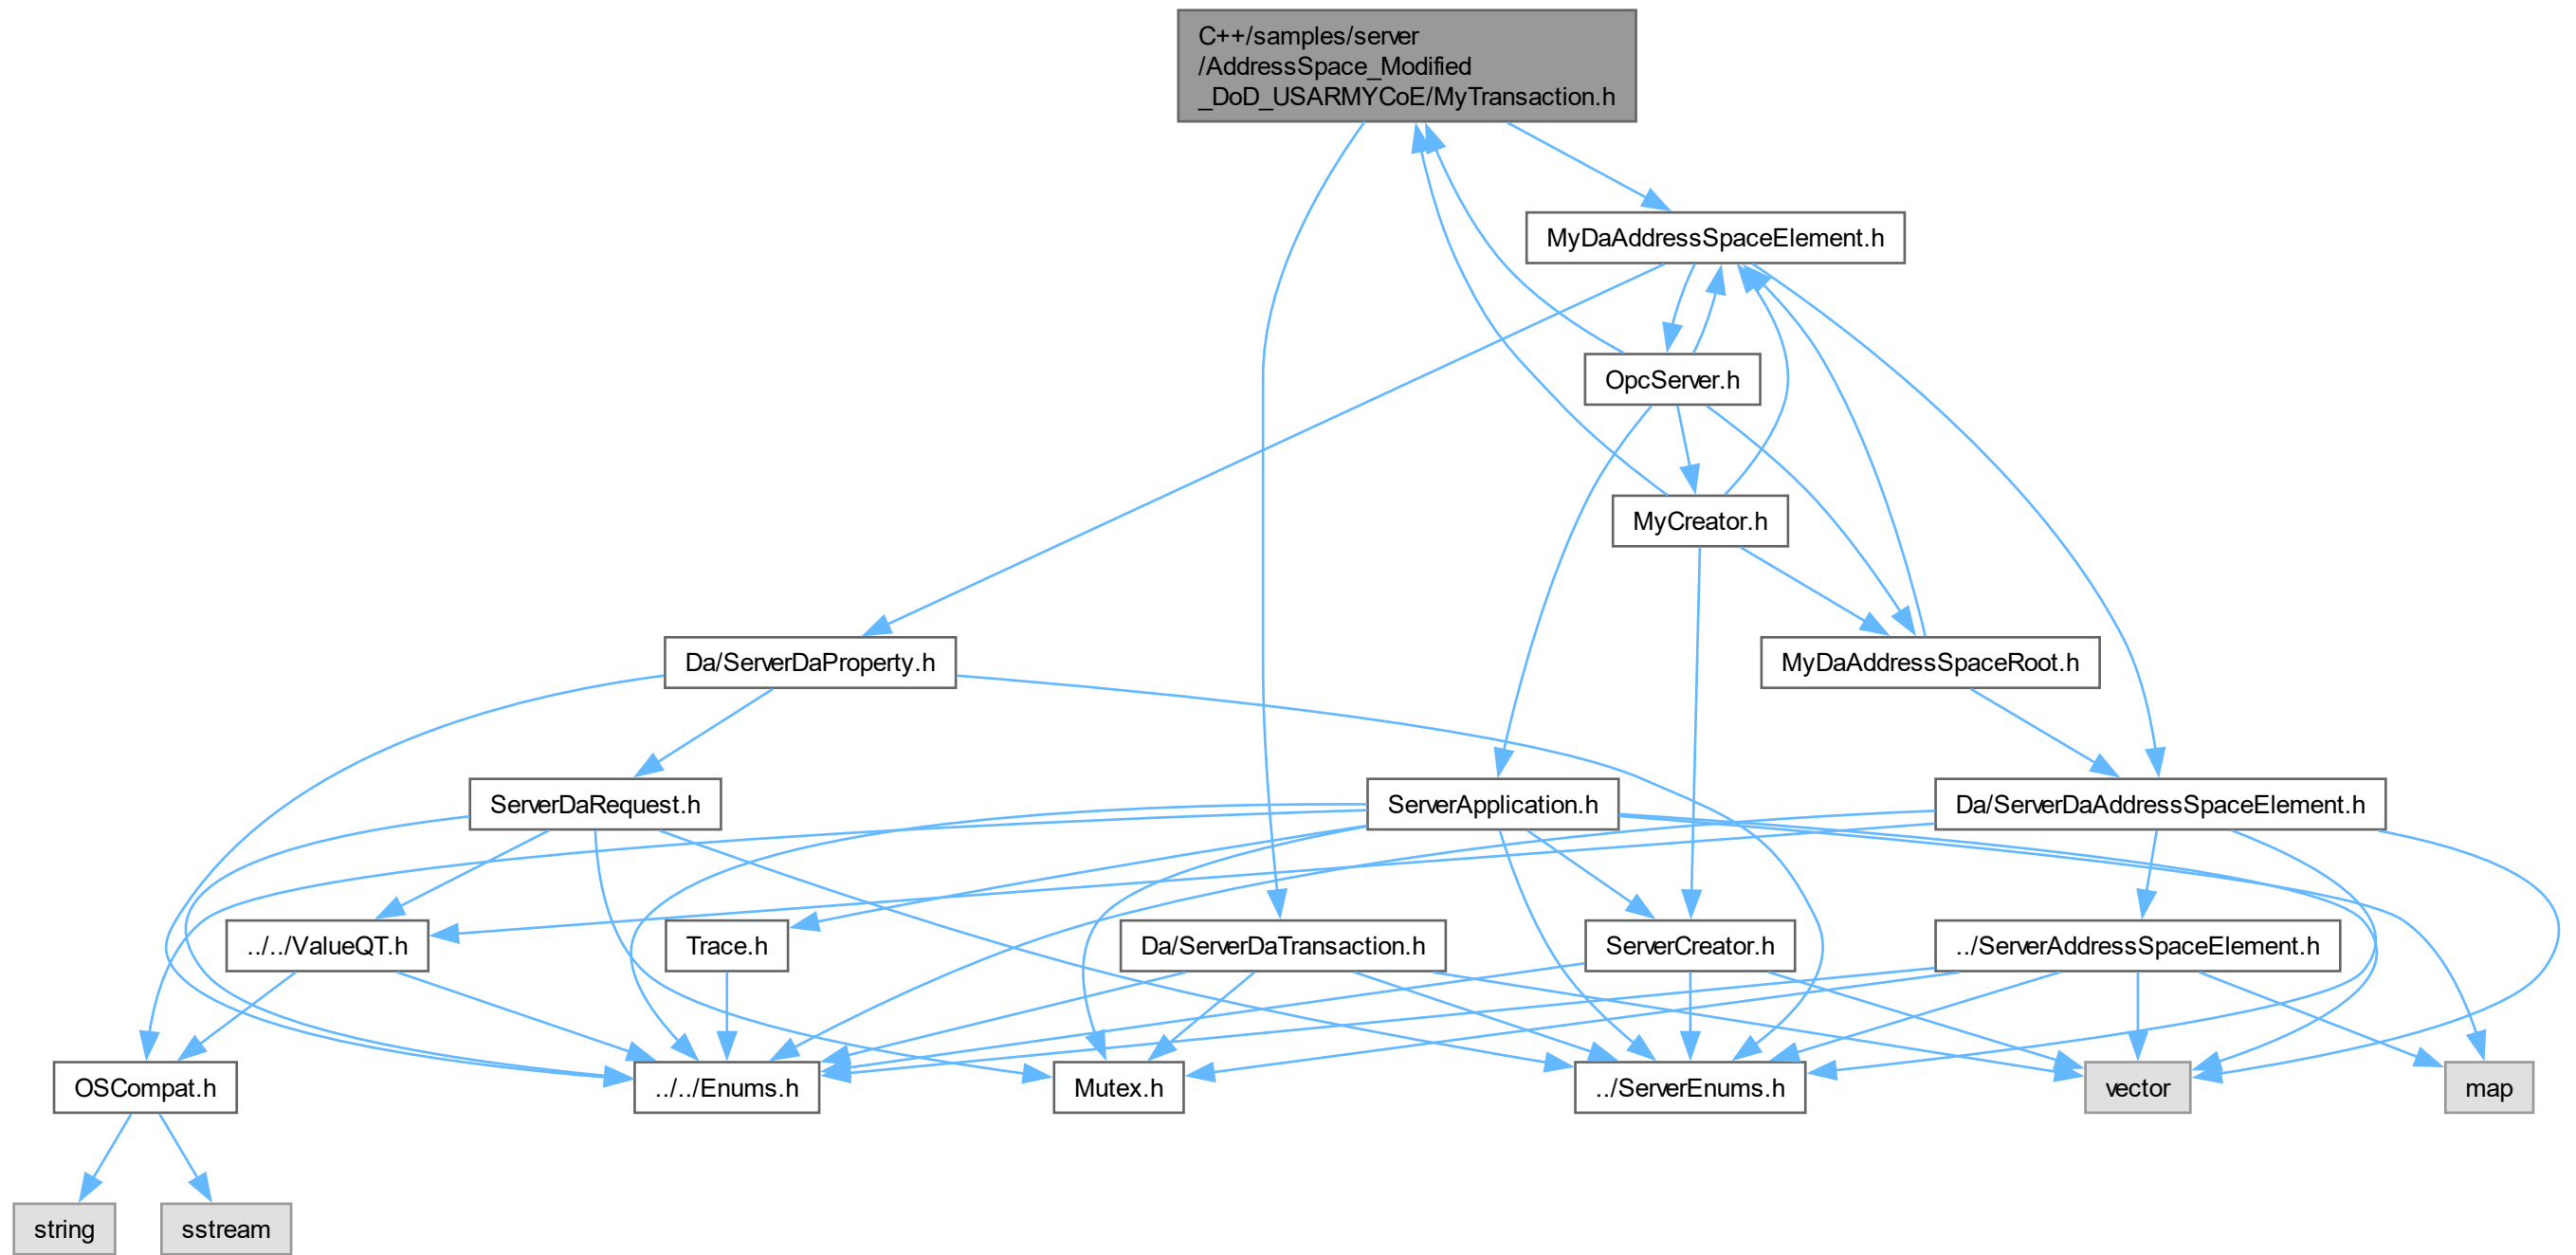 C++/samples/server
/AddressSpace_Modified
_DoD_USARMYCoE/MyTransaction.h
MyDaAddressSpaceElement.h
OpcServer.h
MyCreator.h
Da/ServerDaProperty.h
MyDaAddressSpaceRoot.h
ServerDaRequest.h
ServerApplication.h
Da/ServerDaAddressSpaceElement.h
../../ValueQT.h
Trace.h
Da/ServerDaTransaction.h
ServerCreator.h
../ServerAddressSpaceElement.h
OSCompat.h
../../Enums.h
Mutex.h
../ServerEnums.h
vector
map
string
sstream